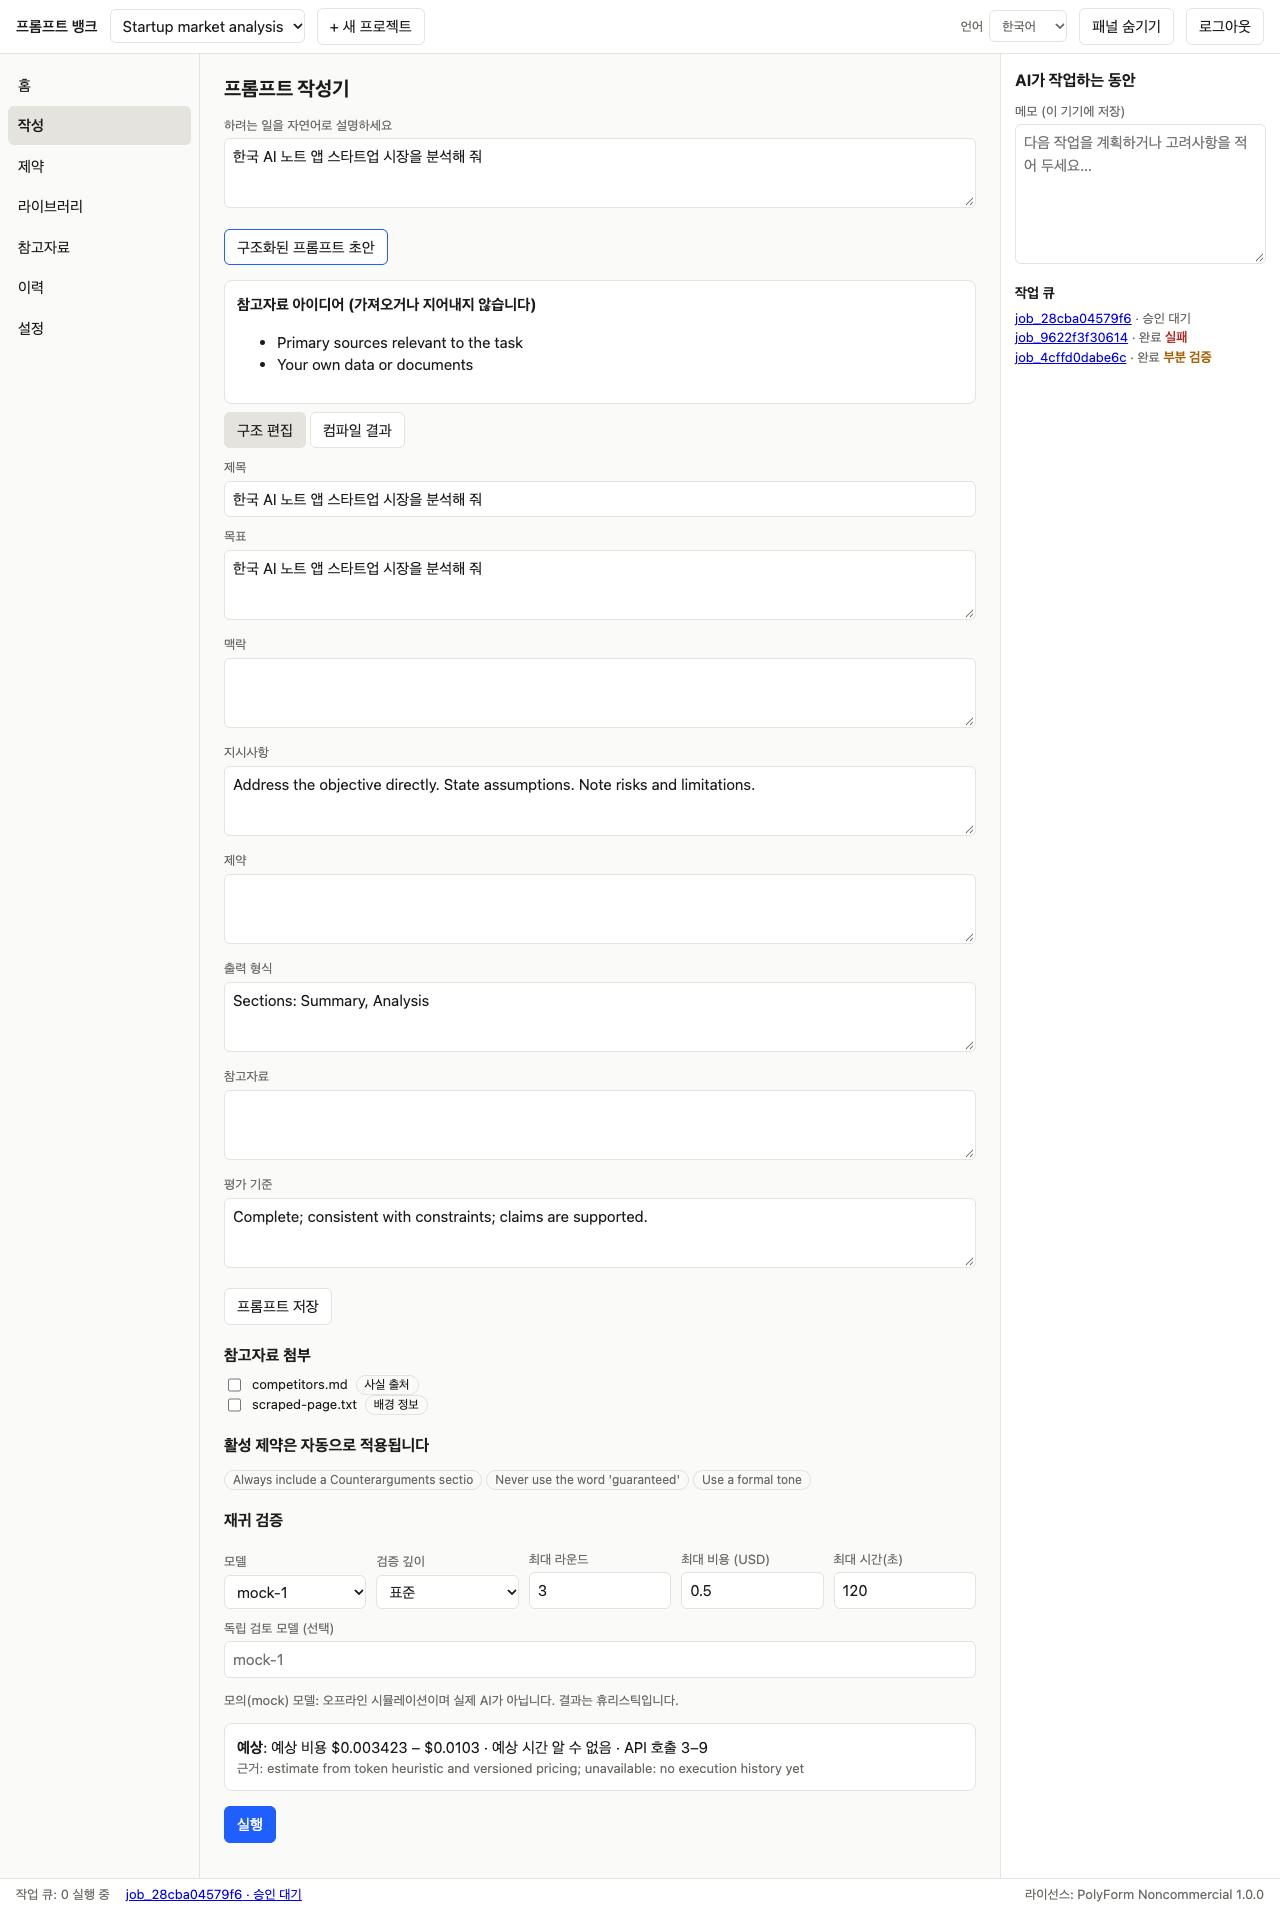 프롬프트 뱅크
Startup market analysis
+ 새 프로젝트
언어
한국어
패널 숨기기
로그아웃
홈
작성
제약
라이브러리
참고자료
이력
설정
프롬프트 작성기
하려는 일을 자연어로 설명하세요
한국 AI 노트 앱 스타트업 시장을 분석해 줘
구조화된 프롬프트 초안
참고자료 아이디어 (가져오거나 지어내지 않습니다)
• Primary sources relevant to the task
• Your own data or documents
구조 편집
컴파일 결과
제목
한국 AI 노트 앱 스타트업 시장을 분석해 줘
목표
한국 AI 노트 앱 스타트업 시장을 분석해 줘
맥락
지시사항
Address the objective directly. State assumptions. Note risks and limitations.
제약
출력 형식
Sections: Summary, Analysis
참고자료
평가 기준
Complete; consistent with constraints; claims are supported.
프롬프트 저장
참고자료 첨부
competitors.md 사실 출처
scraped-page.txt 배경 정보
활성 제약은 자동으로 적용됩니다
Always include a Counterarguments sectio
Never use the word 'guaranteed'
Use a formal tone
재귀 검증
모델
mock-1
검증 깊이
표준
최대 라운드
3
최대 비용 (USD)
0.5
최대 시간(초)
120
독립 검토 모델 (선택)
mock-1
모의(mock) 모델: 오프라인 시뮬레이션이며 실제 AI가 아닙니다. 결과는 휴리스틱입니다.
예상: 예상 비용 $0.003423 – $0.0103 · 예상 시간 알 수 없음 · API 호출 3–9
근거: estimate from token heuristic and versioned pricing; unavailable: no execution history yet
실행
AI가 작업하는 동안
메모 (이 기기에 저장)
다음 작업을 계획하거나 고려사항을 적
어 두세요...
작업 큐
job_28cba04579f6 · 승인 대기
job_9622f3f30614 · 완료 실패
job_4cffd0dabe6c · 완료 부분 검증
작업 큐: 0 실행 중
job_28cba04579f6 · 승인 대기
라이선스: PolyForm Noncommercial 1.0.0